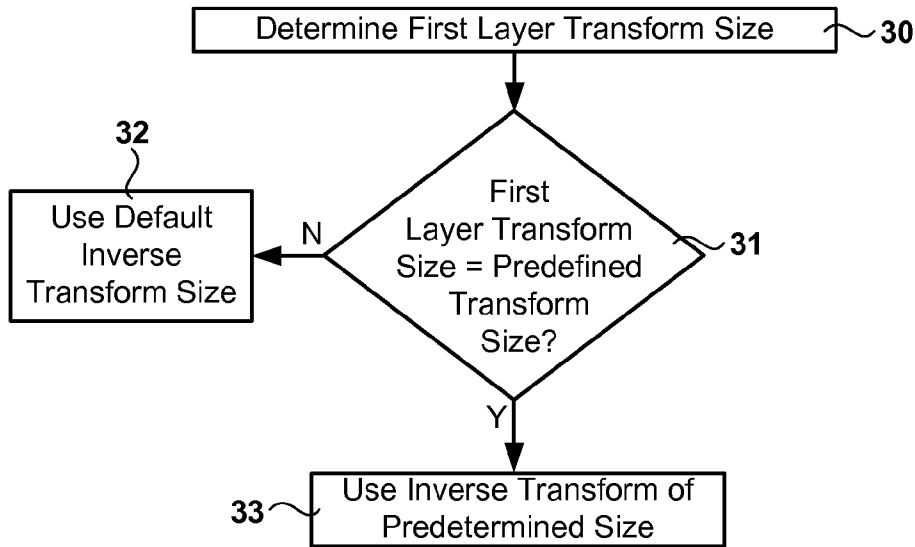 Determine First Layer Transform Size
30
32
Use Default
Inverse
Transform Size
N
First
Layer Transform
Size = Predefined
Transform
Size?
31
Y
33
Use Inverse Transform of
Predetermined Size